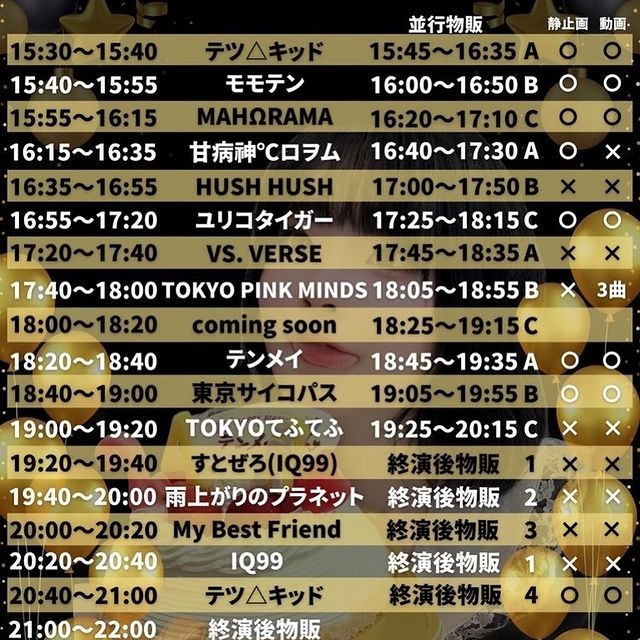 並行物販 静止画 動画
15:30〜15:40 テツ△キッド 15:45〜16:35 A ○ ○
15:40〜15:55 モモテン 16:00〜16:50 B ○ ○
15:55〜16:15 MAHΩRAMA 16:20〜17:10 C ○ ○
16:15〜16:35 甘病神℃ロヲム 16:40〜17:30 A ○ ×
16:35〜16:55 HUSH HUSH 17:00〜17:50 B × ×
16:55〜17:20 ユリコタイガー 17:25〜18:15 C ○ ○
17:20〜17:40 VS. VERSE 17:45〜18:35 A × ×
17:40〜18:00 TOKYO PINK MINDS 18:05〜18:55 B × 3曲
18:00〜18:20 coming soon 18:25〜19:15 C
18:20〜18:40 テンメイ 18:45〜19:35 A ○ ○
18:40〜19:00 東京サイコパス 19:05〜19:55 B ○ ○
19:00〜19:20 TOKYOてふてふ 19:25〜20:15 C × ×
19:20〜19:40 すとぜろ(IQ99) 終演後物販 1 × ×
19:40〜20:00 雨上がりのプラネット 終演後物販 2 × ×
20:00〜20:20 My Best Friend 終演後物販 3 × ×
20:20〜20:40 IQ99 終演後物販 1 × ×
20:40〜21:00 テツ△キッド 終演後物販 4 ○ ○
21:00〜22:00 終演後物販